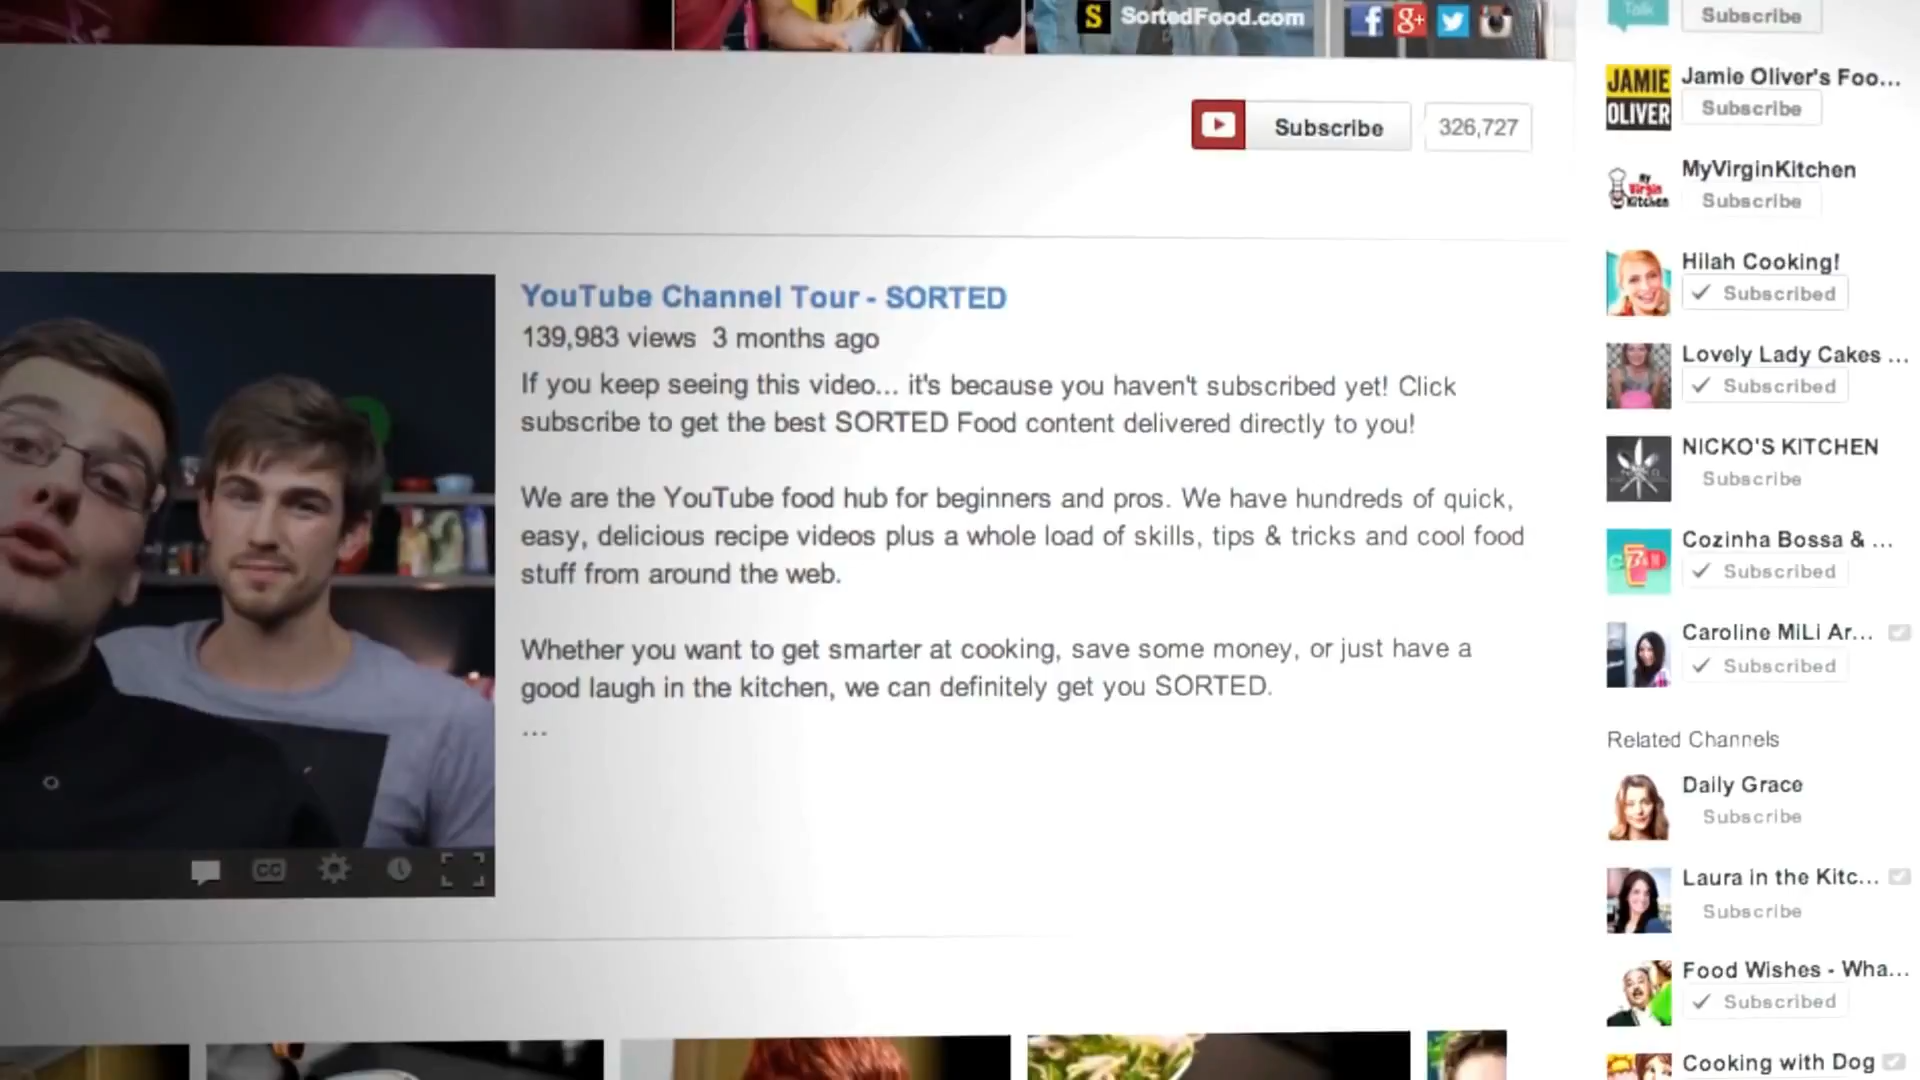 S SortedFood.com
Subscribe
326,727
YouTube Channel Tour - SORTED
139,983 views 3 months ago
If you keep seeing this video... it's because you haven't subscribed yet! Click
subscribe to get the best SORTED Food content delivered directly to you!
We are the YouTube food hub for beginners and pros. We have hundreds of quick,
easy, delicious recipe videos plus a whole load of skills, tips & tricks and cool food
stuff from around the web.
Whether you want to get smarter at cooking, save some money, or just have a
good laugh in the kitchen, we can definitely get you SORTED.
...
CC
Talk
Subscribe
JAMIE
OLIVER
Jamie Oliver's Foo...
Subscribe
My
Virgin
Kitchen
MyVirginKitchen
Subscribe
Hilah Cooking!
Subscribed
Lovely Lady Cakes ...
Subscribed
NICKO'S KITCHEN
Subscribe
Cozinha Bossa & ...
Subscribed
Caroline MiLi Ar...
Subscribed
Related Channels
Daily Grace
Subscribe
Laura in the Kitc...
Subscribe
Food Wishes - Wha...
Subscribed
Cooking with Dog